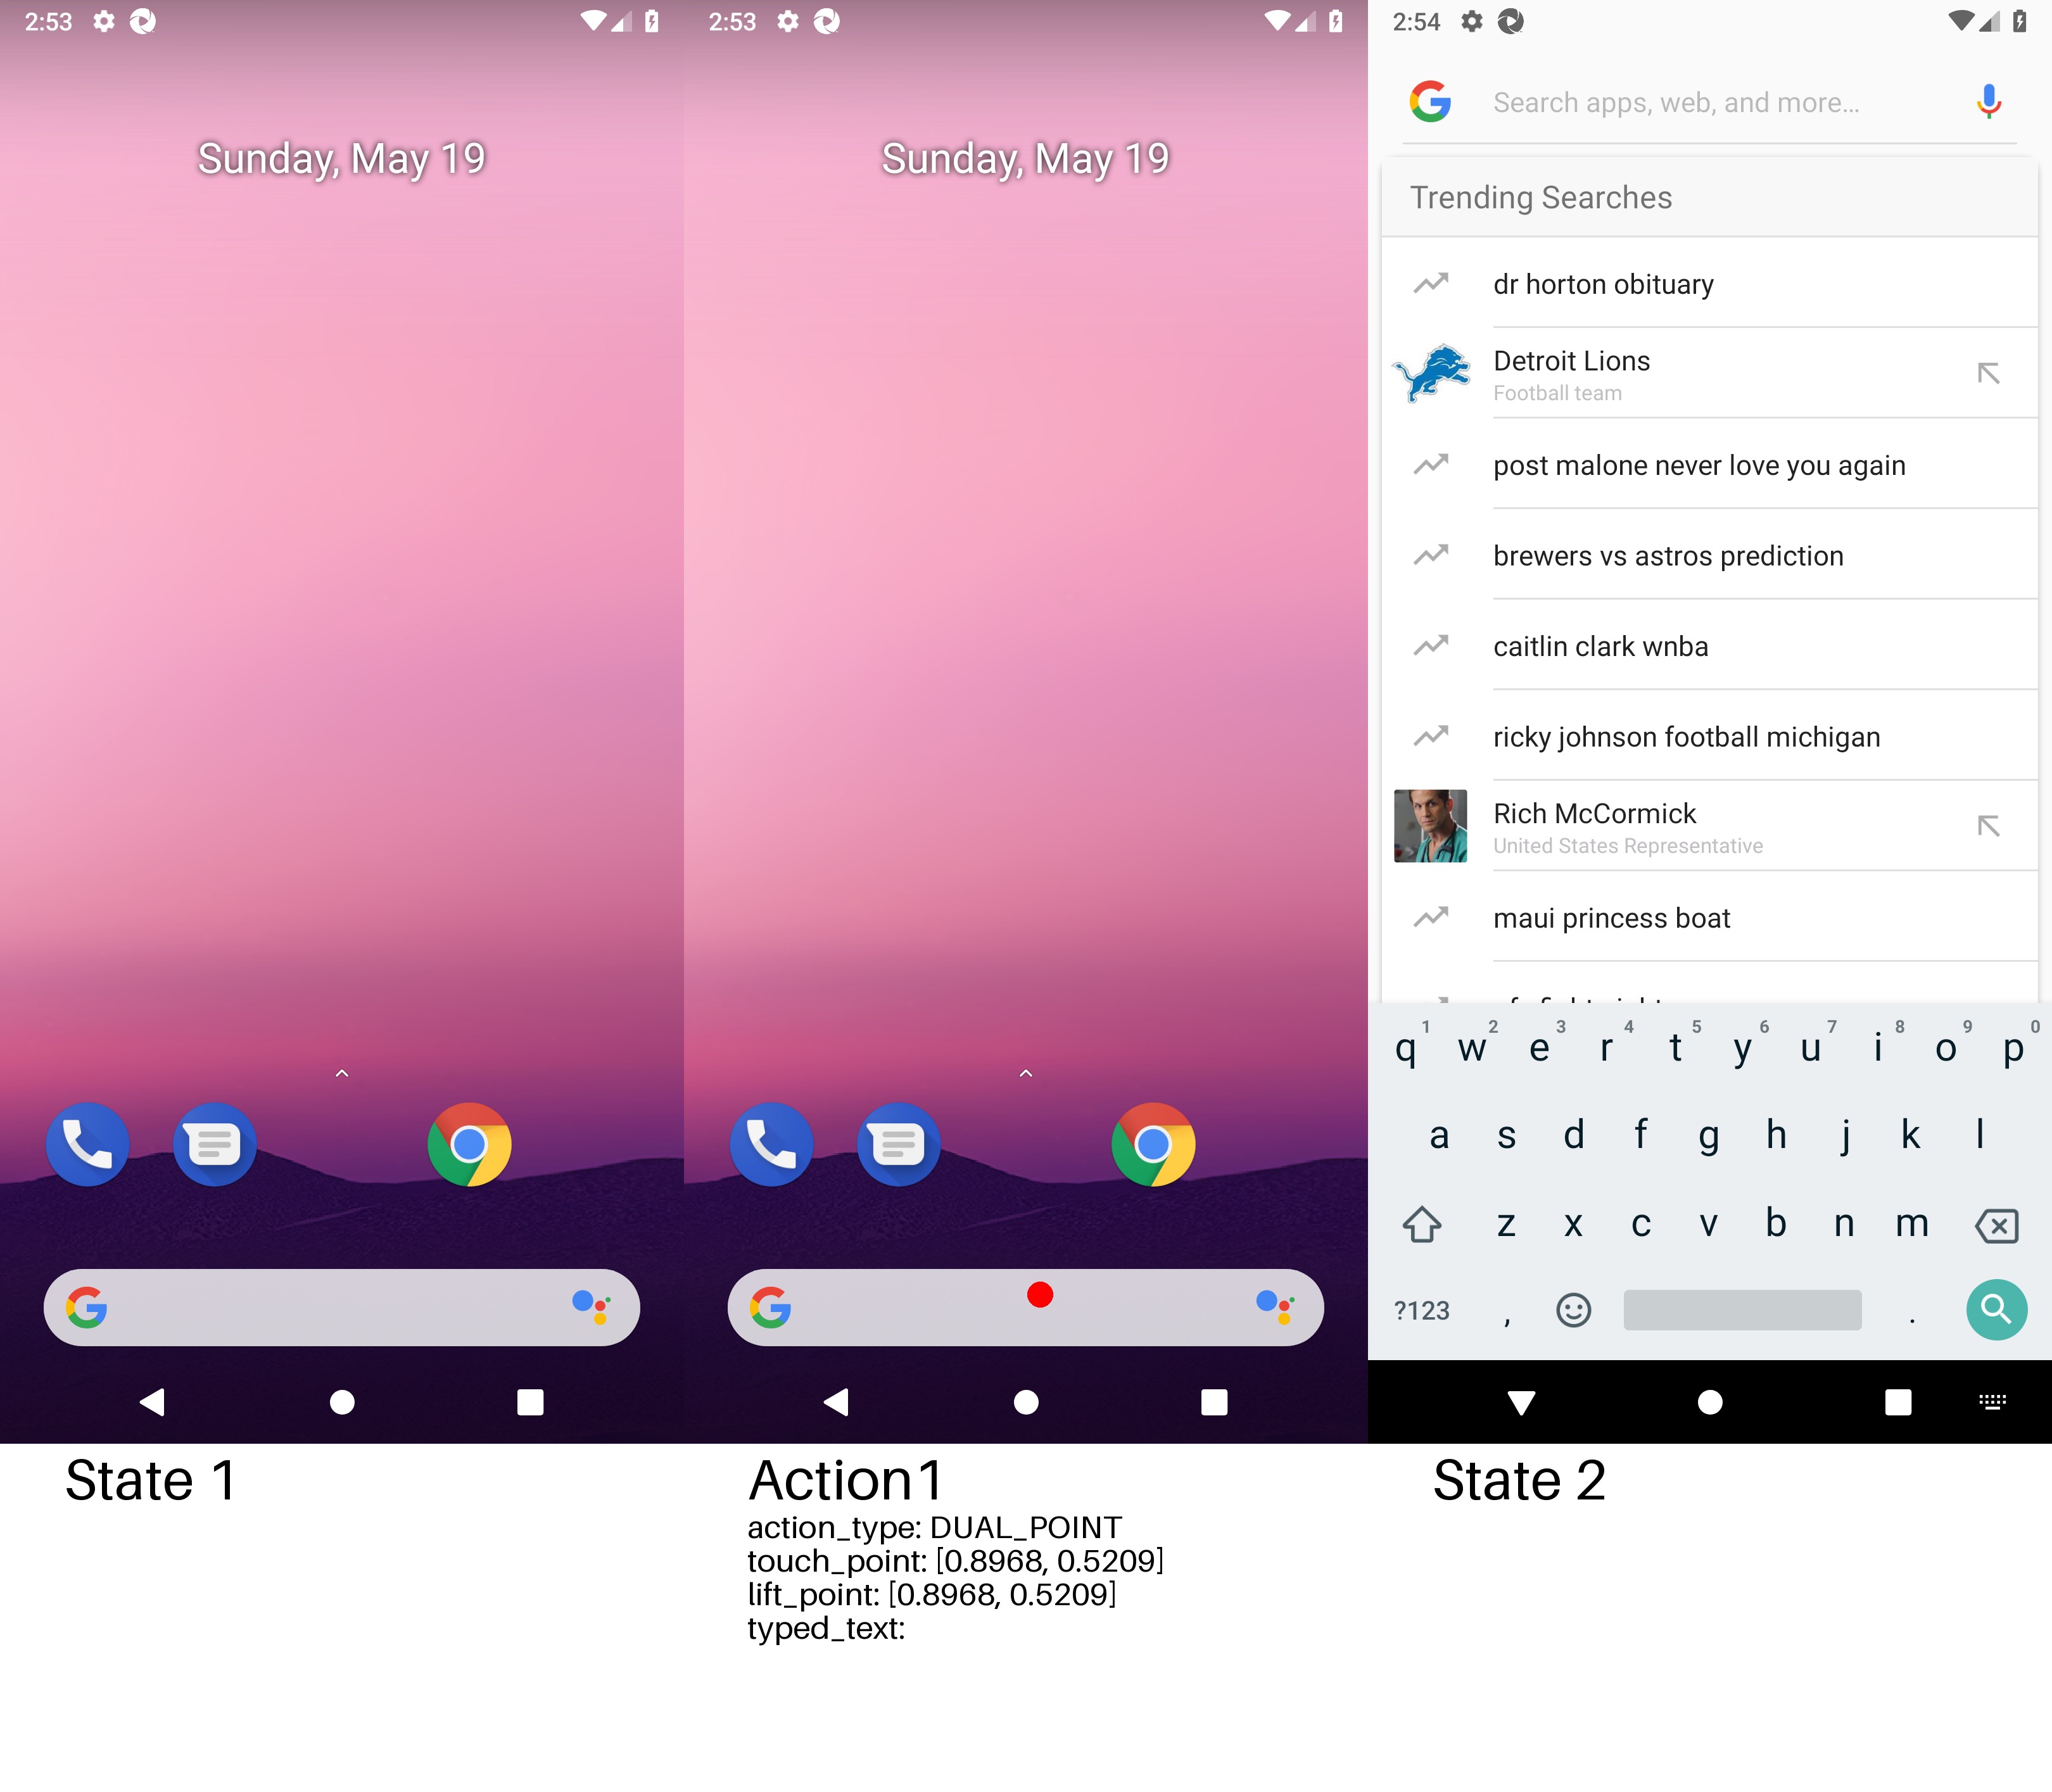 2:53
Sunday, May 19
State 1
2:53
Sunday, May 19
Action1
action_type: DUAL_POINT
touch_point: [0.8968, 0.5209]
lift_point: [0.8968, 0.5209]
typed_text:
2:54
Search apps, web, and more...
Trending Searches
dr horton obituary
Detroit Lions
Football team
post malone never love you again
brewers vs astros prediction
caitlin clark wnba
ricky johnson football michigan
Rich McCormick
United States Representative
maui princess boat
1 2 3 4 5 6 7 8 9 0
q w e r t y u i o p
a s d f g h j k l
z x c v b n m
?123 , .
State 2